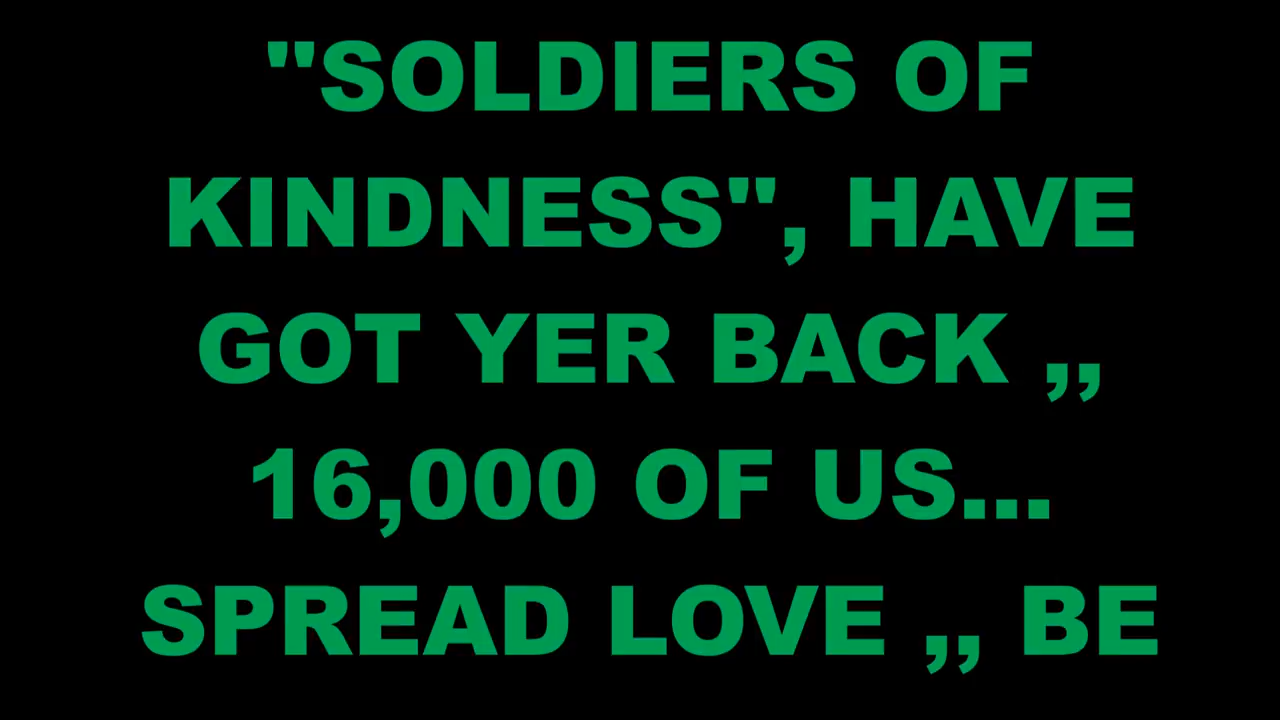 "SOLDIERS OF
KINDNESS", HAVE
GOT YER BACK ,,
16,000 OF US...
SPREAD LOVE ,, BE